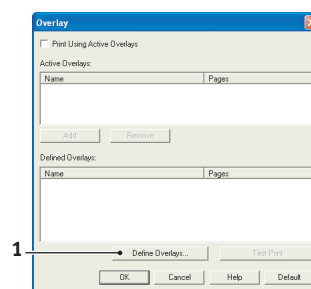 Overlay
Print Using Active Overlays
Active Overlays:
Name Pages
Add Remove
Defined Overlays:
Name Pages
1 Define Overlays... Test Print
OK Cancel Help Default